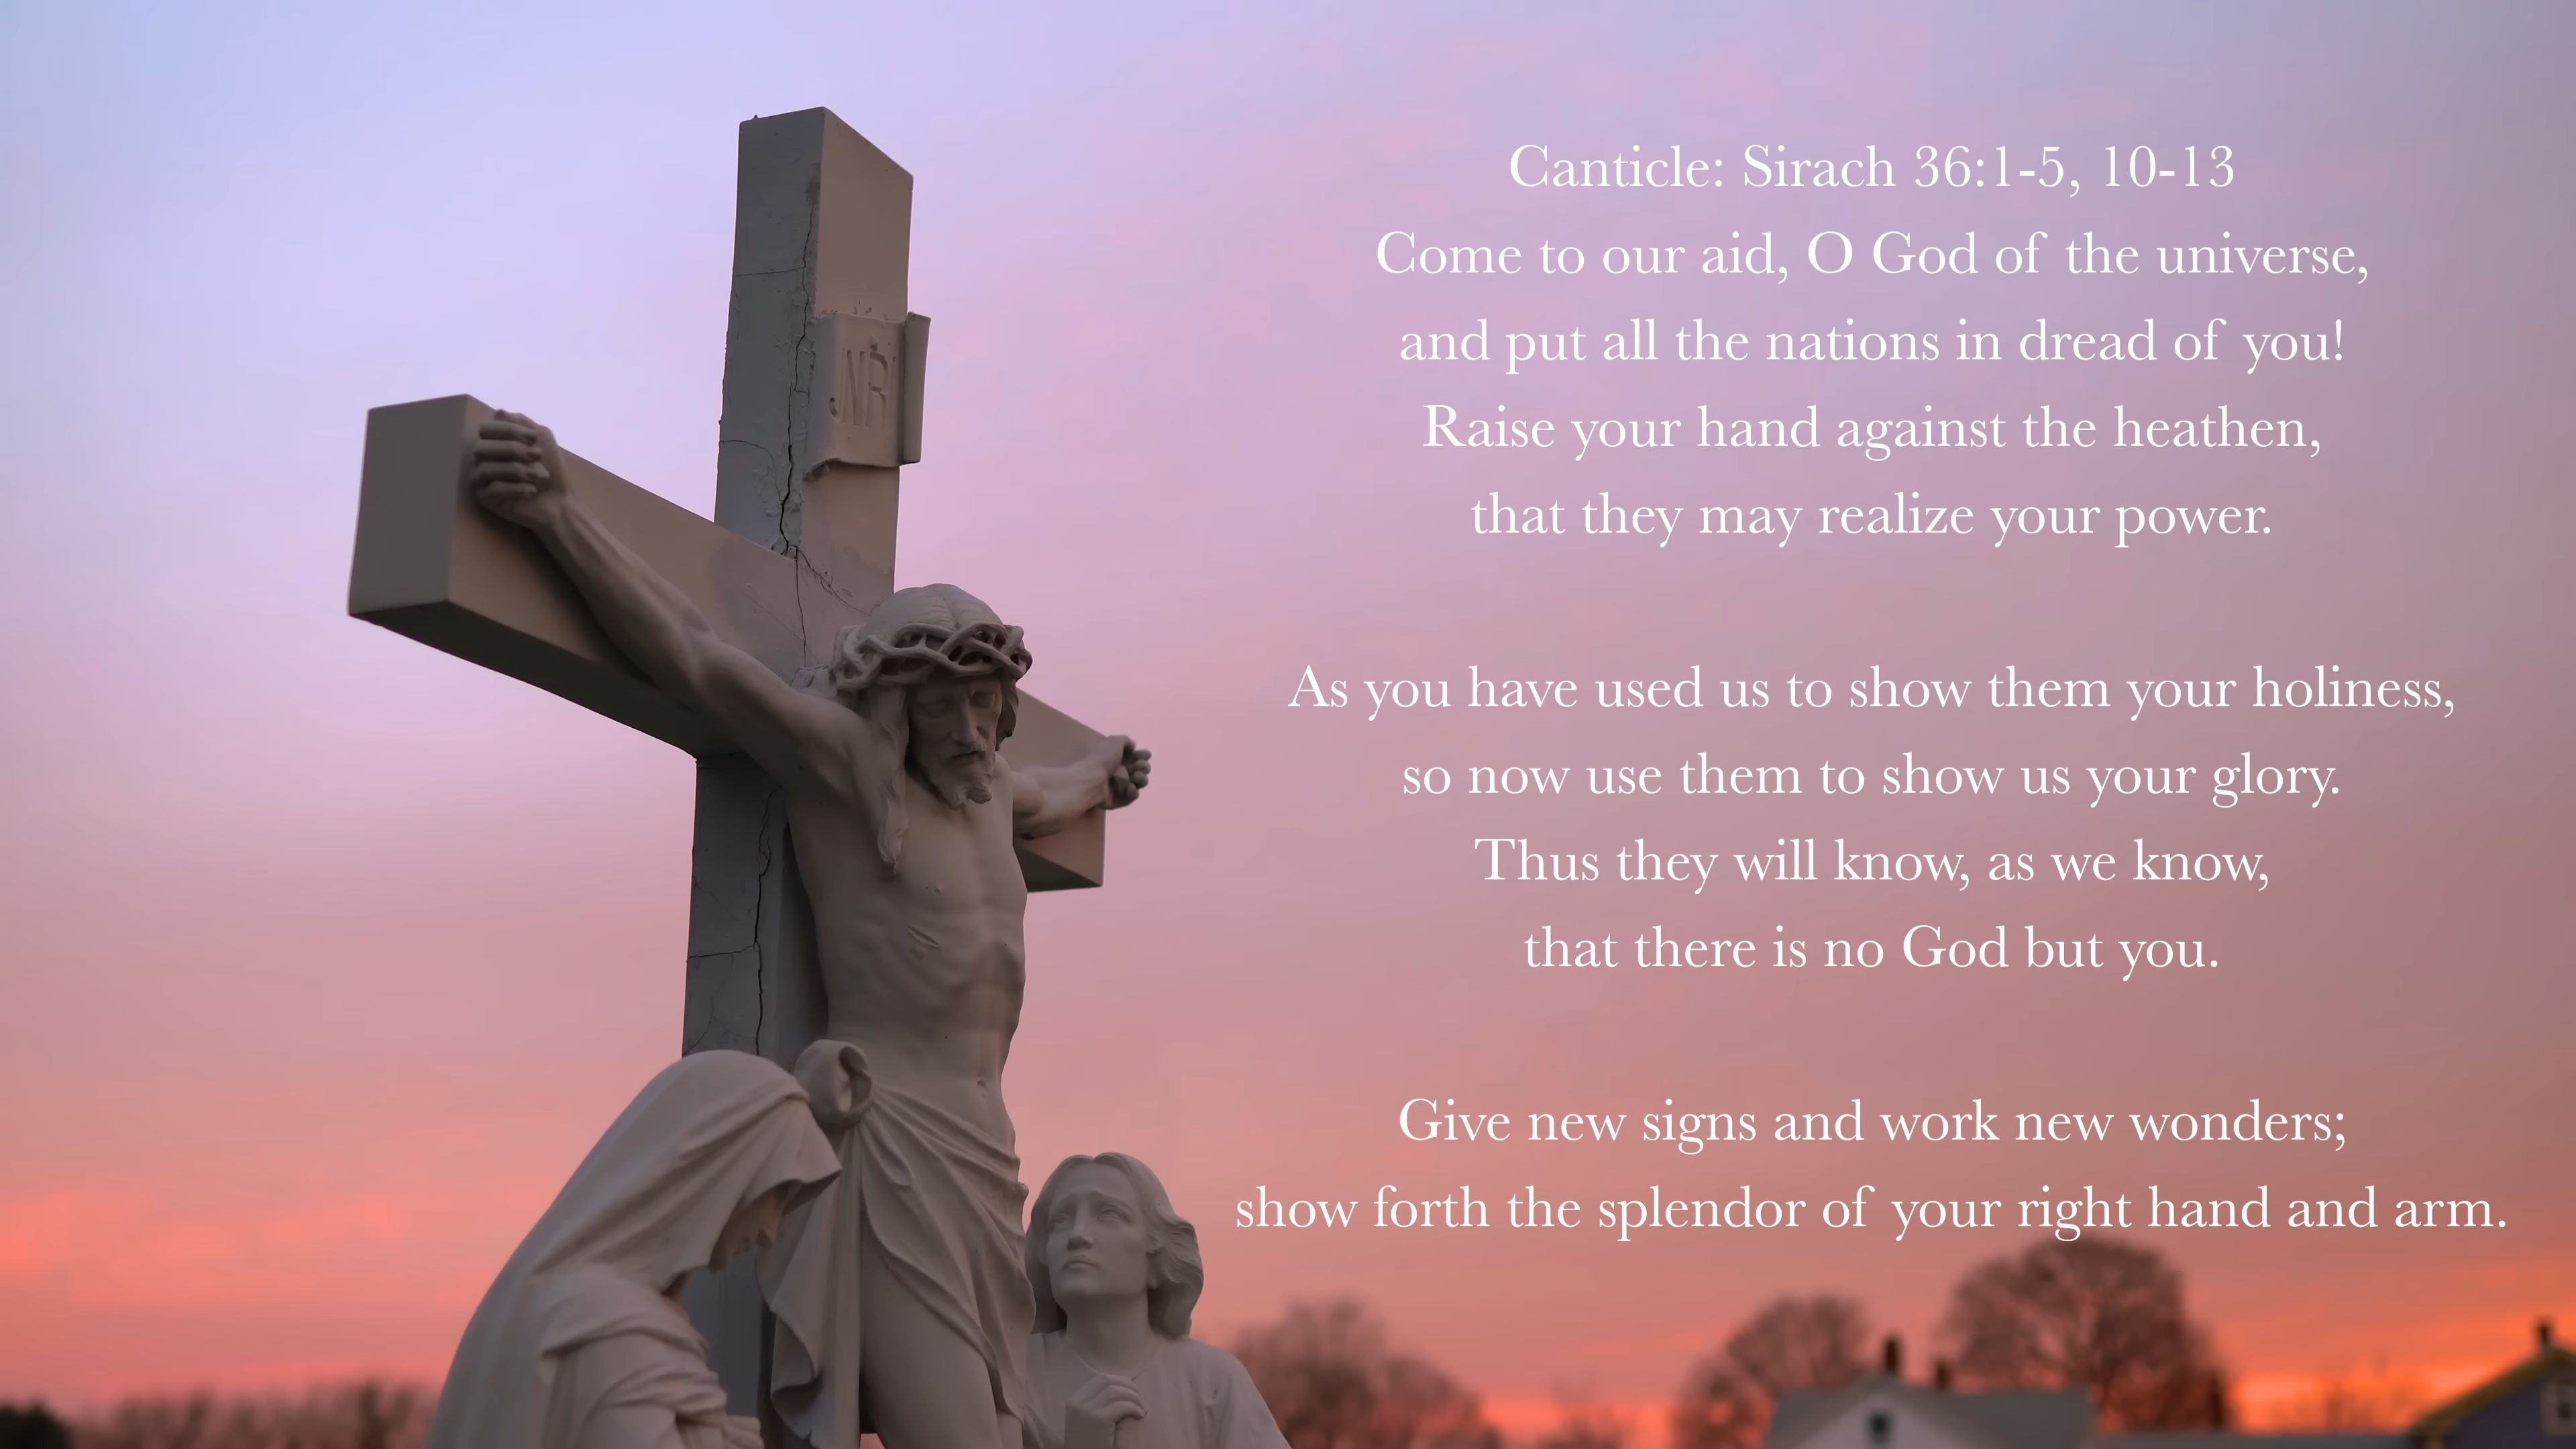 INRI
Canticle: Sirach 36:1-5, 10-13
Come to our aid, O God of the universe,
and put all the nations in dread of you!
Raise your hand against the heathen,
that they may realize your power.
As you have used us to show them your holiness,
so now use them to show us your glory.
Thus they will know, as we know,
that there is no God but you.
Give new signs and work new wonders;
show forth the splendor of your right hand and arm.